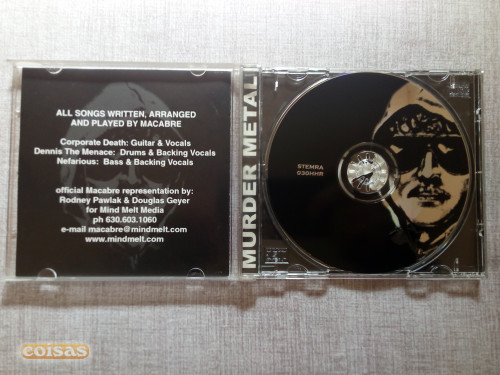 ALL SONGS WRITTEN, ARRANGED
AND PLAYED BY MACABRE
Corporate Death: Guitar & Vocals
Dennis The Menace: Drums & Backing Vocals
Nefarious: Bass & Backing Vocals
official Macabre representation by:
Rodney Pawlak & Douglas Geyer
for Mind Melt Media
ph 630.603.1060
e-mail macabre@mindmelt.com
www.mindmelt.com
MURDER METAL
STEMRA
030HHR
coisas